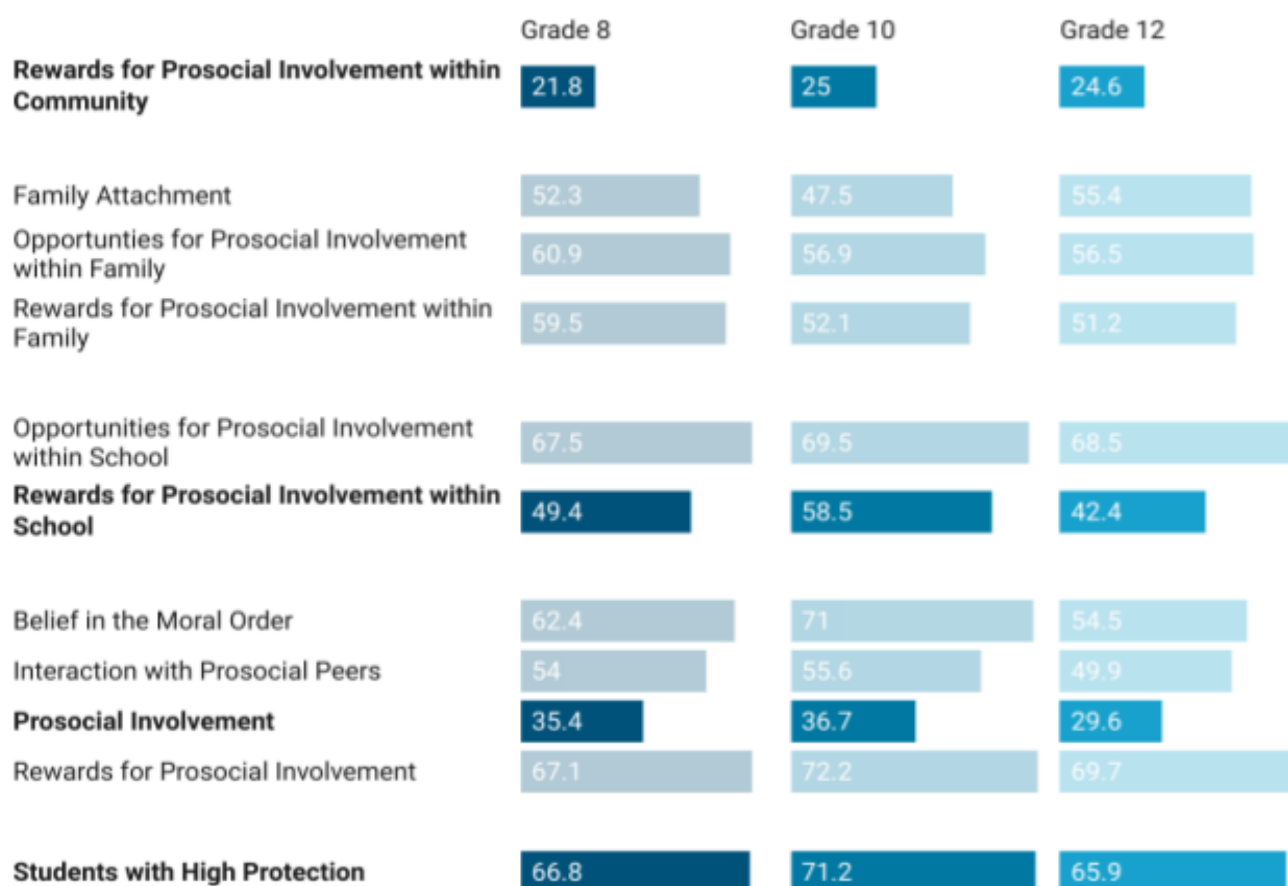 Grade 8 Grade 10 Grade 12
Rewards for Prosocial Involvement within
Community
21.8 25 24.6
Family Attachment 52.3 47.5 55.4
Opportunties for Prosocial Involvement
within Family
60.9 56.9 56.5
Rewards for Prosocial Involvement within
Family
59.5 52.1 51.2
Opportunities for Prosocial Involvement
within School
67.5 69.5 68.5
Rewards for Prosocial Involvement within
School
49.4 58.5 42.4
Belief in the Moral Order 62.4 71 54.5
Interaction with Prosocial Peers 54 55.6 49.9
Prosocial Involvement 35.4 36.7 29.6
Rewards for Prosocial Involvement 67.1 72.2 69.7
Students with High Protection 66.8 71.2 65.9